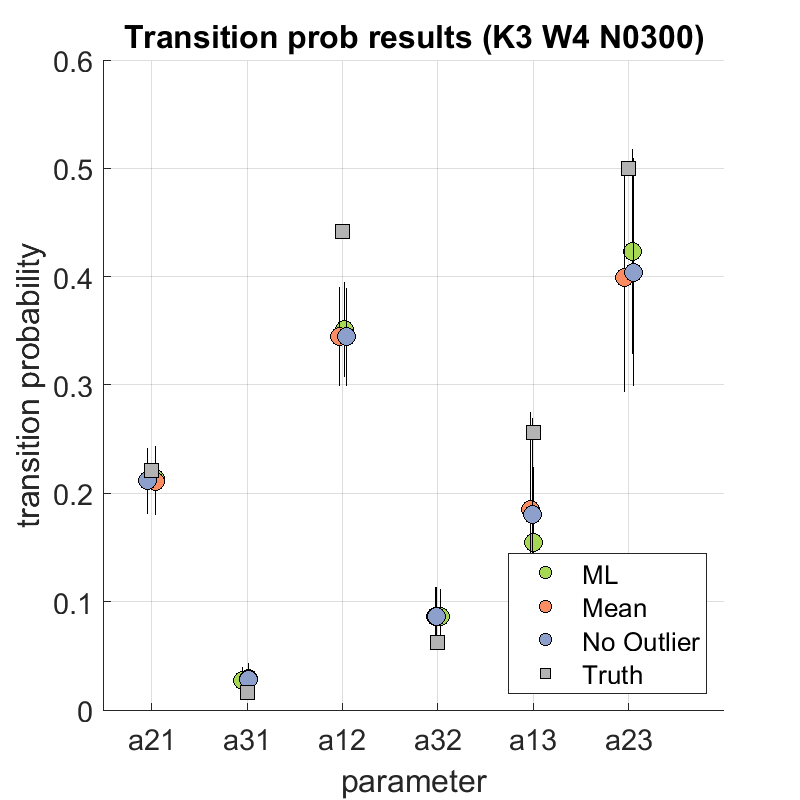 Transition prob results (K3 W4 N0300)
0.6
0.5
0.4
0.3
0.2
0.1
0
transition probability
ML
Mean
No Outlier
Truth
a21 a31 a12 a32 a13 a23
parameter